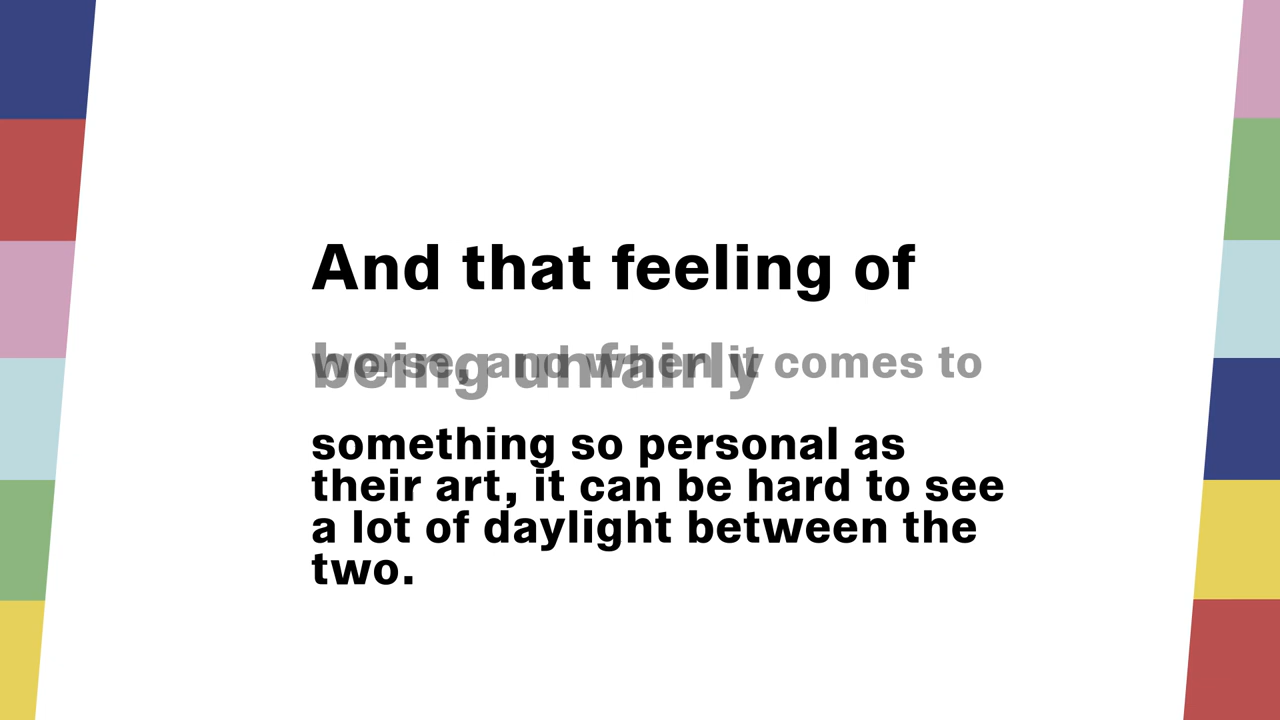 And that feeling of
being unfairly
worse, and when it comes to
something so personal as
their art, it can be hard to see
a lot of daylight between the
two.